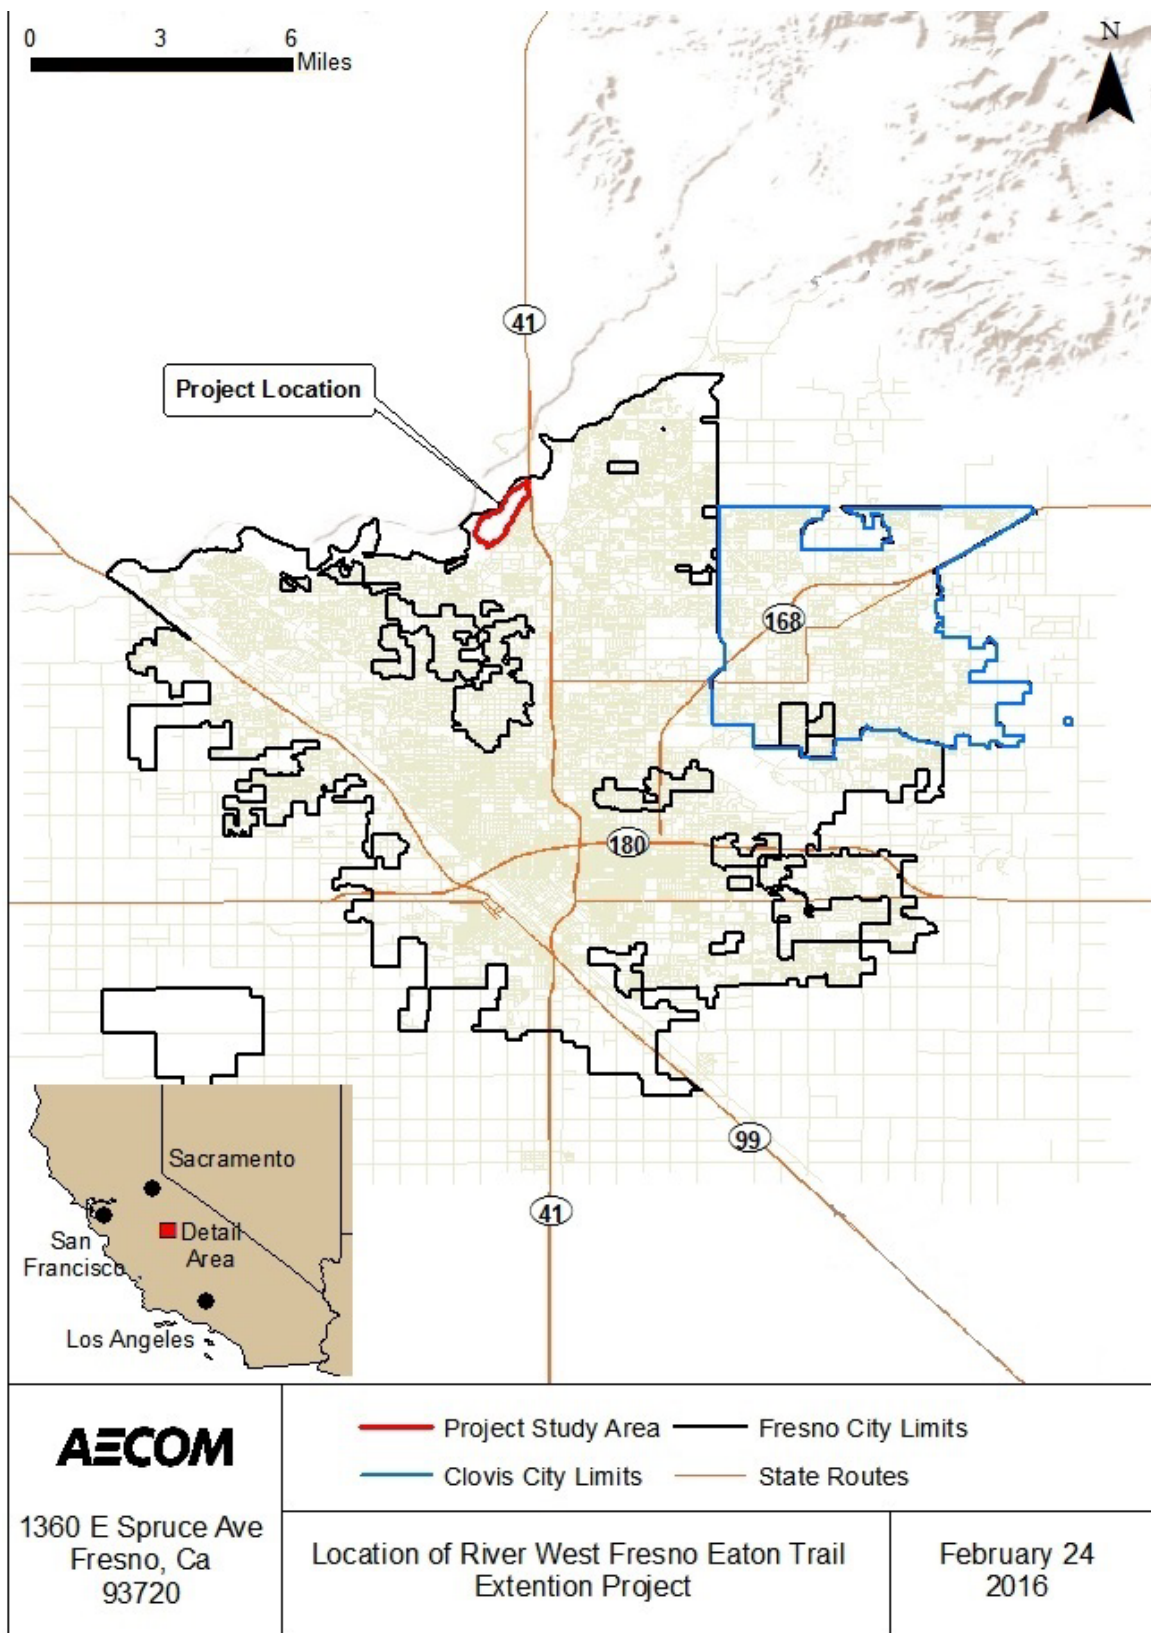 0 3 6
Miles
N
41
Project Location
168
180
99
41
Sacramento
San
Francisco
Detail
Area
Los Angeles
AECOM
1360 E Spruce Ave
Fresno, Ca
93720
Project Study Area
Fresno City Limits
Clovis City Limits
State Routes
Location of River West Fresno Eaton Trail
Extention Project
February 24
2016